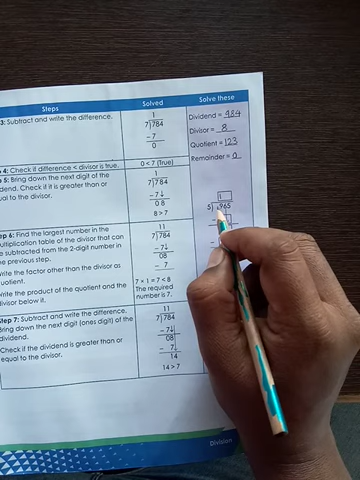 Steps
Solved
Solve these
3: Subtract and write the difference.
1
7)784
-7
0
Dividend = 984
Divisor = 8
Quotient = 123
Remainder = 0
4: Check if difference < divisor is true.
0 < 7 (True)
5: Bring down the next digit of the
dend. Check if it is greater than or
ual to the divisor.
1
7)784
-7↓
08
8 > 7
1
5)965
ep 6: Find the largest number in the
ultiplication table of the divisor that can
e subtracted from the 2-digit number in
he previous step.
rite the factor other than the divisor as
uotient.
Write the product of the quotient and the
divisor below it.
11
7)784
-7↓
08
- 7
7 × 1 = 7 < 8
The required
number is 7.
Step 7: Subtract and write the difference.
Bring down the next digit (ones digit) of the
dividend.
Check if the dividend is greater than or
equal to the divisor.
11
7)784
-7↓
08
- 7↓
14
14 > 7
Division